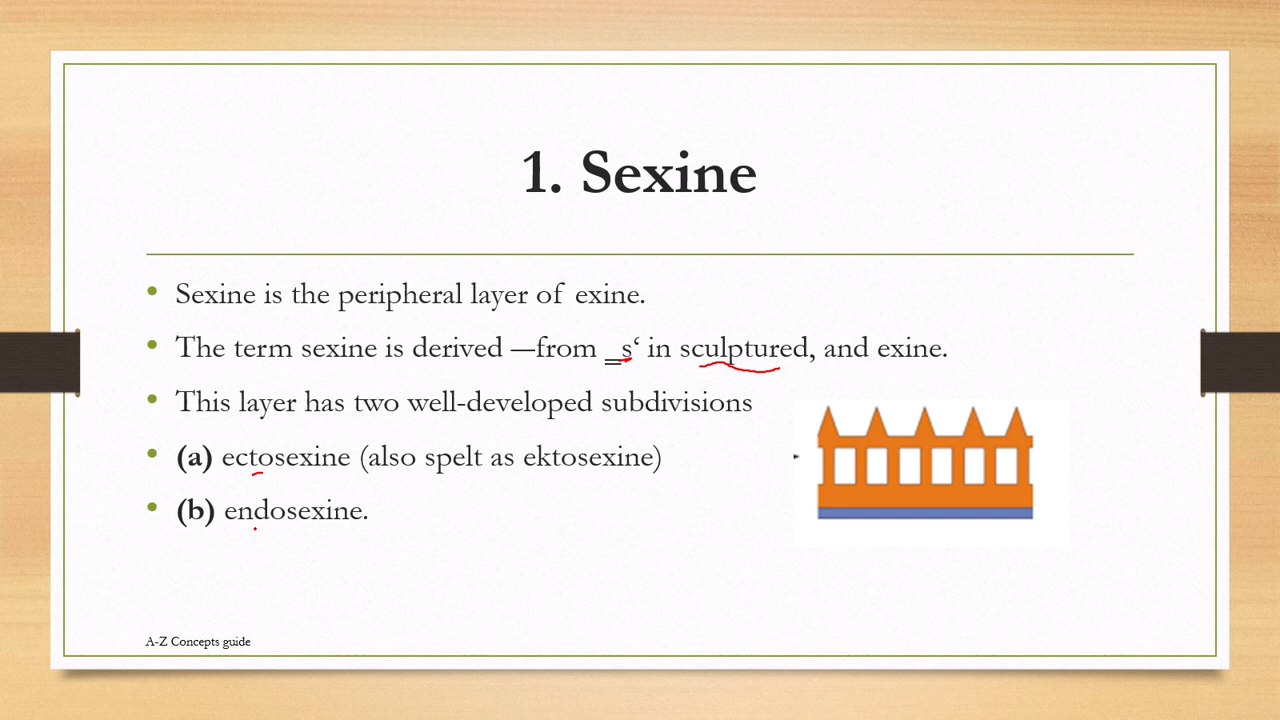 1. Sexine
• Sexine is the peripheral layer of exine.
• The term sexine is derived ―from ‗s‘ in sculptured, and exine.
• This layer has two well-developed subdivisions
• (a) ectosexine (also spelt as ektosexine)
• (b) endosexine.
A-Z Concepts guide